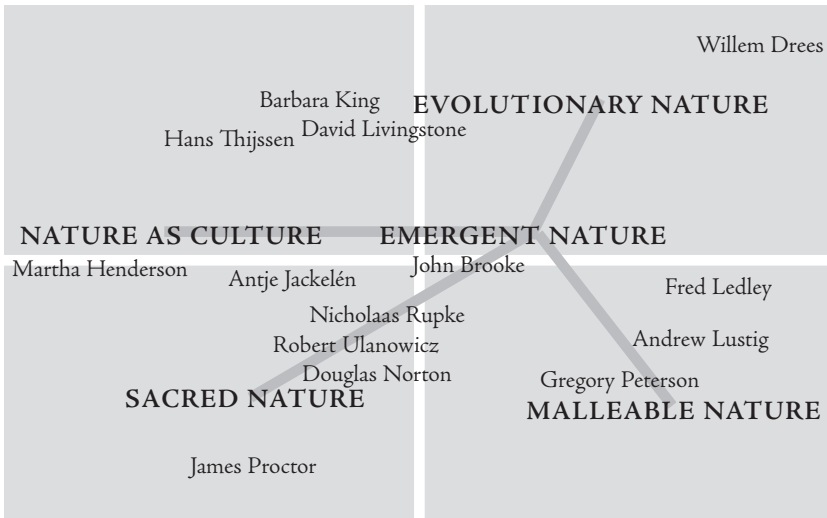 Willem Drees
Barbara King
EVOLUTIONARY NATURE
David Livingstone
Hans Thijssen
NATURE AS CULTURE
EMERGENT NATURE
Martha Henderson
John Brooke
Antje Jackelén
Fred Ledley
Nicholaas Rupke
Robert Ulanowicz
Andrew Lustig
Douglas Norton
Gregory Peterson
SACRED NATURE
MALLEABLE NATURE
James Proctor